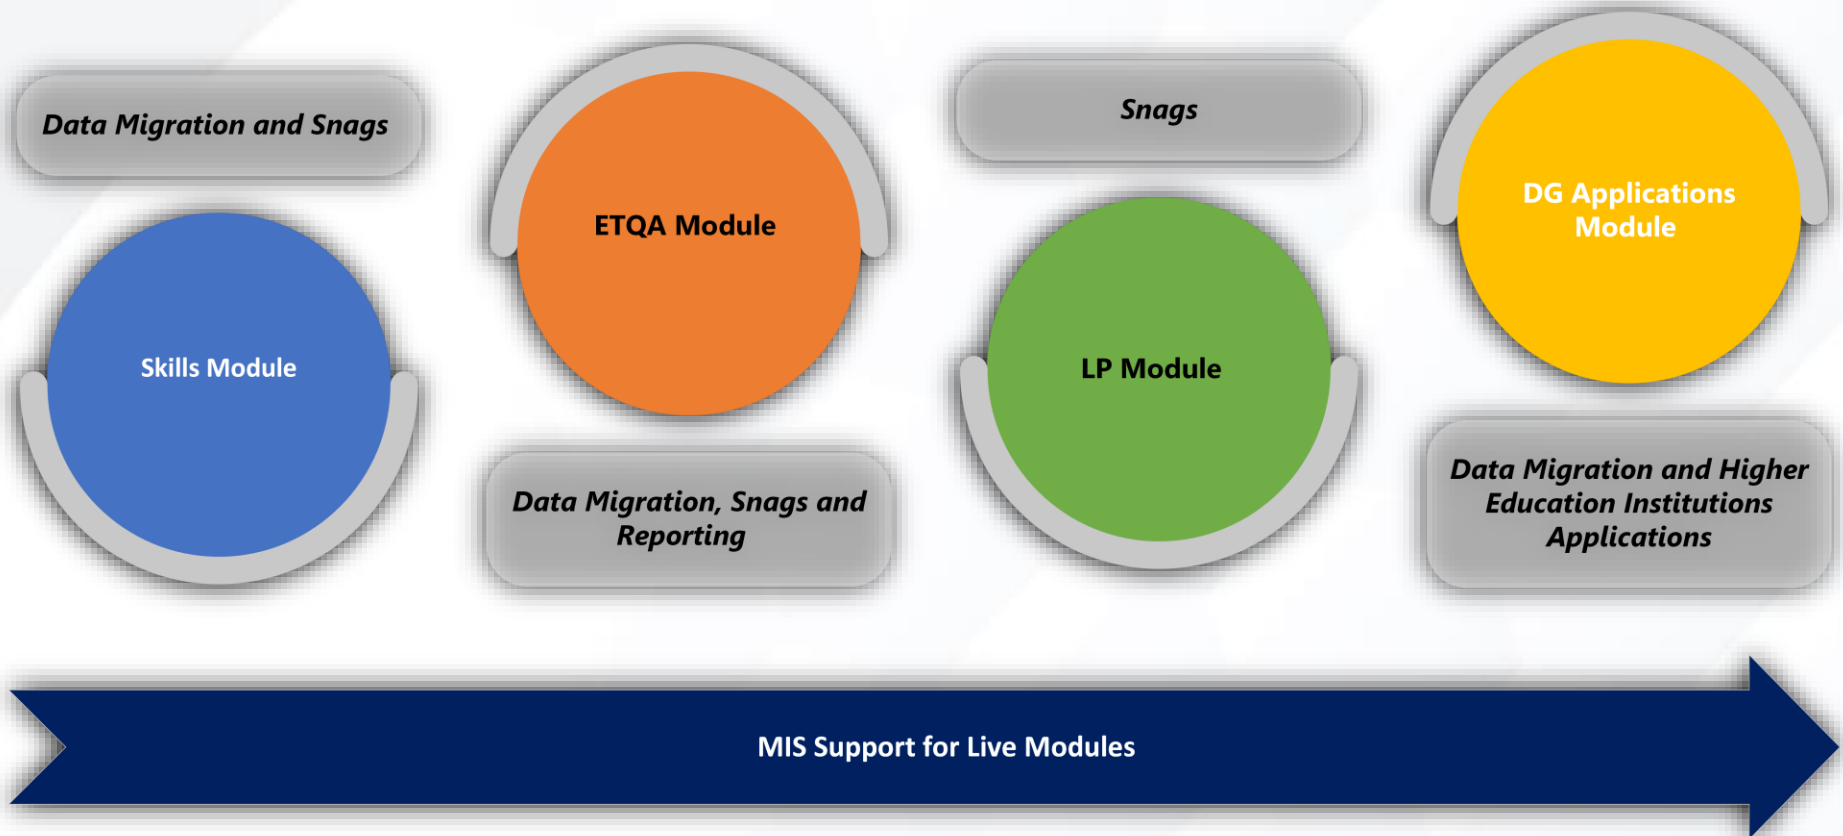 Data Migration and Snags
Skills Module
ETQA Module
Data Migration, Snags and
Reporting
Snags
LP Module
DG Applications
Module
Data Migration and Higher
Education Institutions
Applications
MIS Support for Live Modules